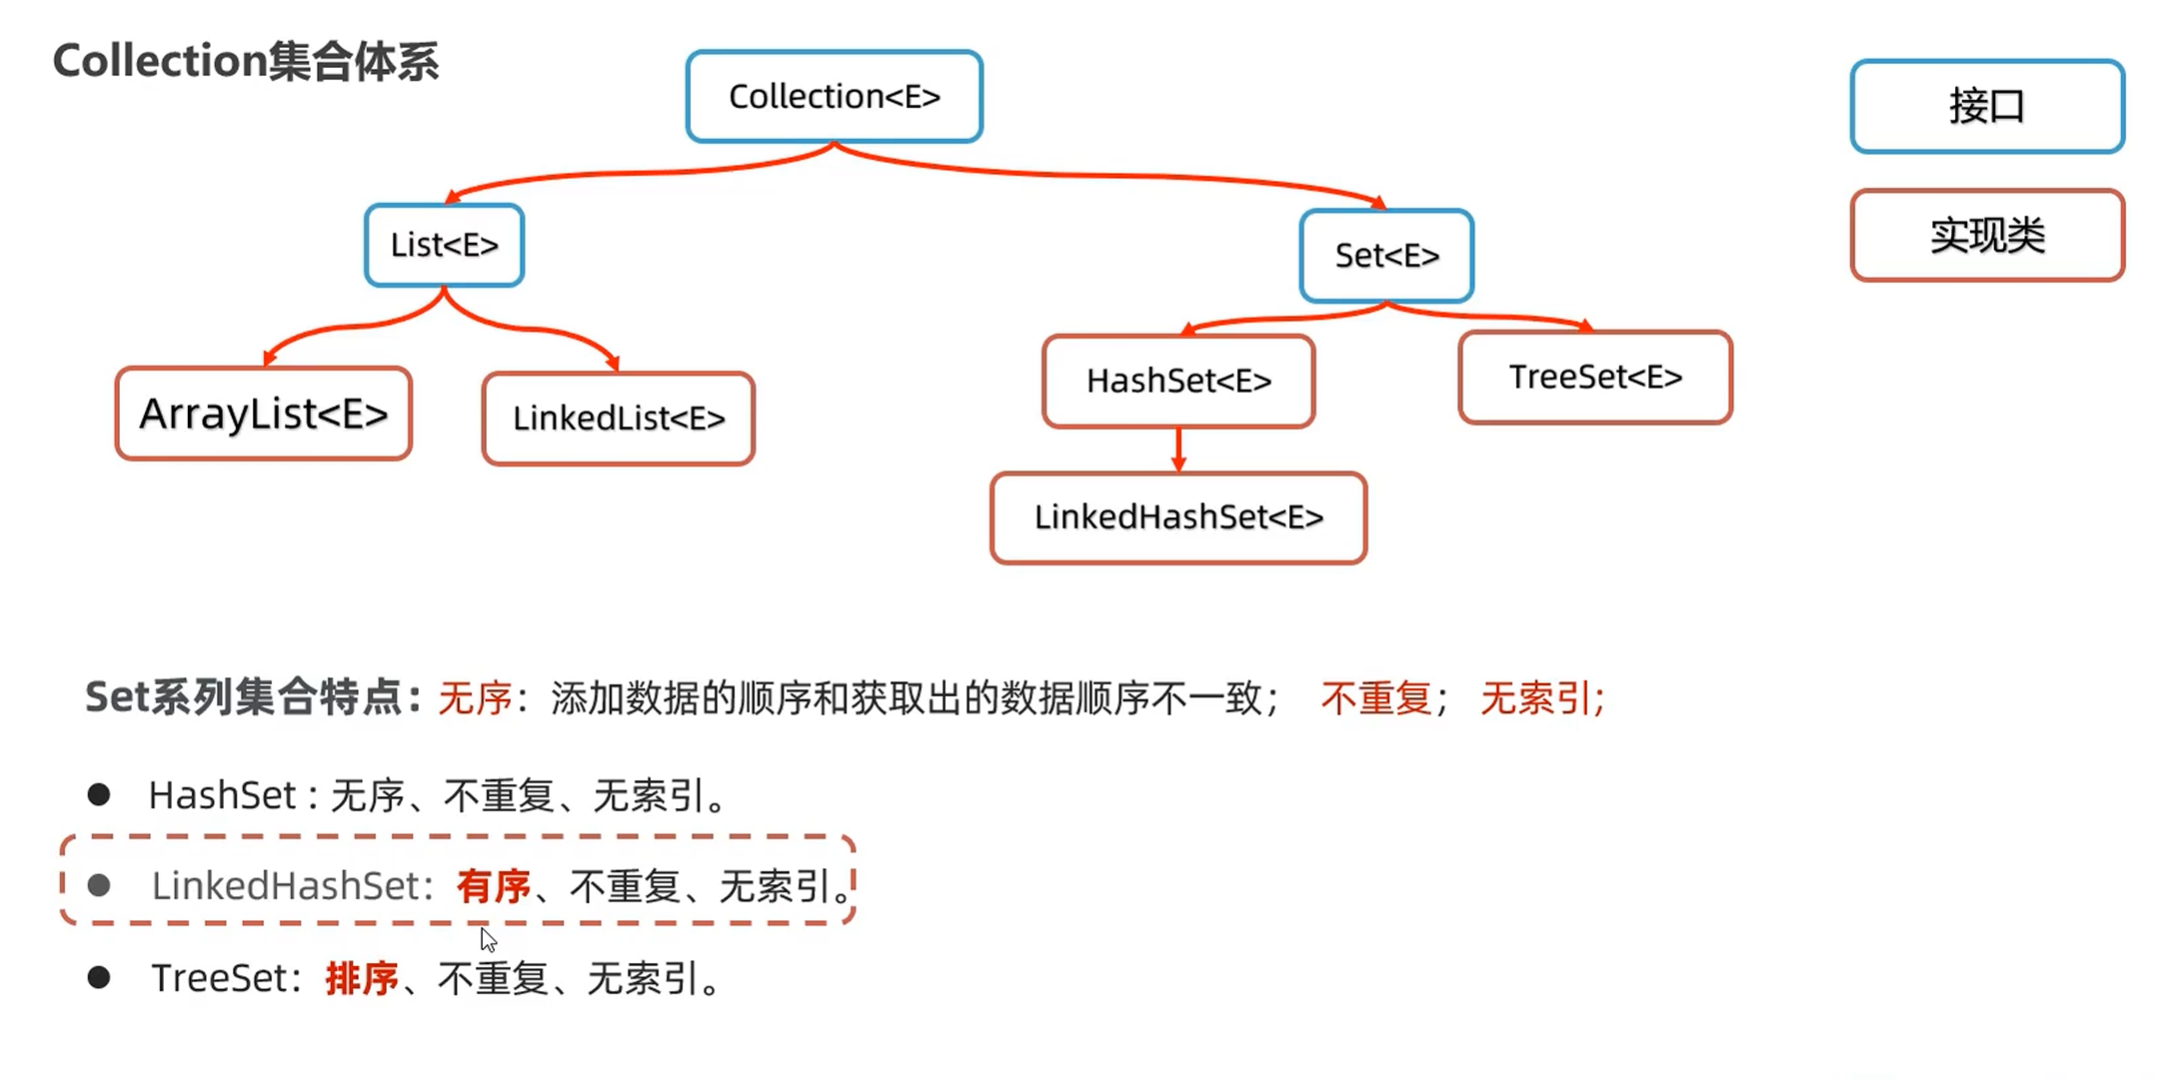 Collection集合体系
Collection<E>
接口
List<E>
Set<E>
实现类
ArrayList<E>
LinkedList<E>
HashSet<E>
TreeSet<E>
LinkedHashSet<E>
Set系列集合特点：无序：添加数据的顺序和获取出的数据顺序不一致； 不重复； 无索引;
HashSet : 无序、不重复、无索引。
LinkedHashSet：有序、不重复、无索引。
TreeSet：排序、不重复、无索引。